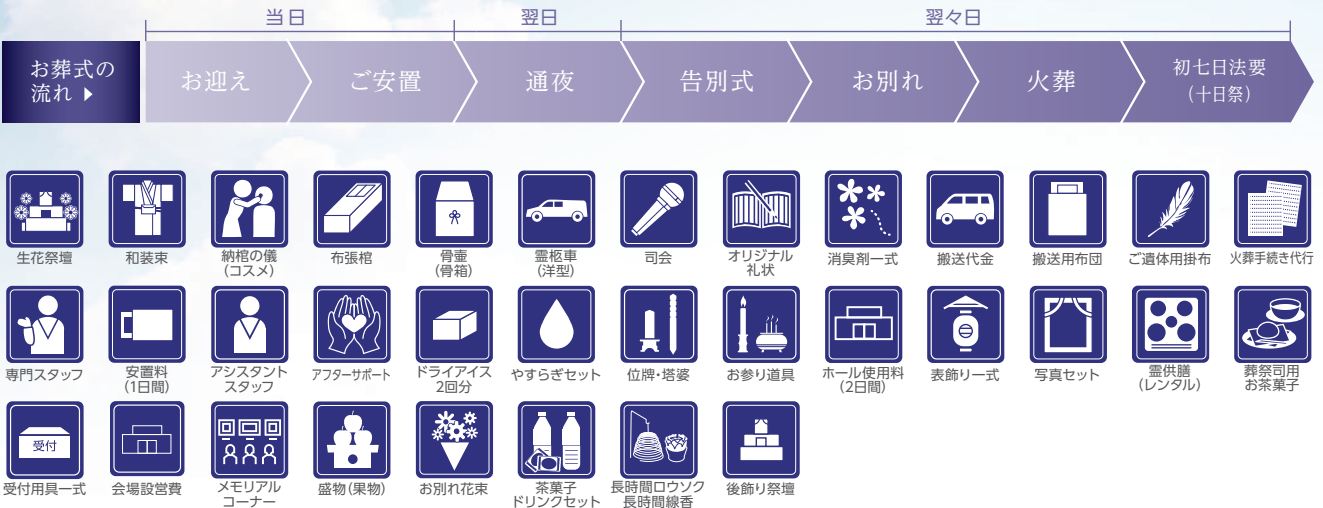 当日
翌日
翌々日
お葬式の
流れ ▶
お迎え
ご安置
通夜
告別式
お別れ
火葬
初七日法要
(十日祭)
生花祭壇
和装束
納棺の儀
(コスメ)
布張棺
骨壷
(骨箱)
霊柩車
(洋型)
司会
オリジナル
礼状
消臭剤一式
搬送代金
搬送用布団
ご遺体用掛布
火葬手続き代行
専門スタッフ
安置料
(1日間)
アシスタント
スタッフ
アフターサポート
ドライアイス
2回分
やすらぎセット
位牌・塔婆
お参り道具
ホール使用料
(2日間)
表飾り一式
写真セット
霊供膳
(レンタル)
葬祭司用
お茶菓子
受付
受付用具一式
会場設営費
メモリアル
コーナー
盛物(果物)
お別れ花束
茶菓子
ドリンクセット
長時間ロウソク
長時間線香
後飾り祭壇